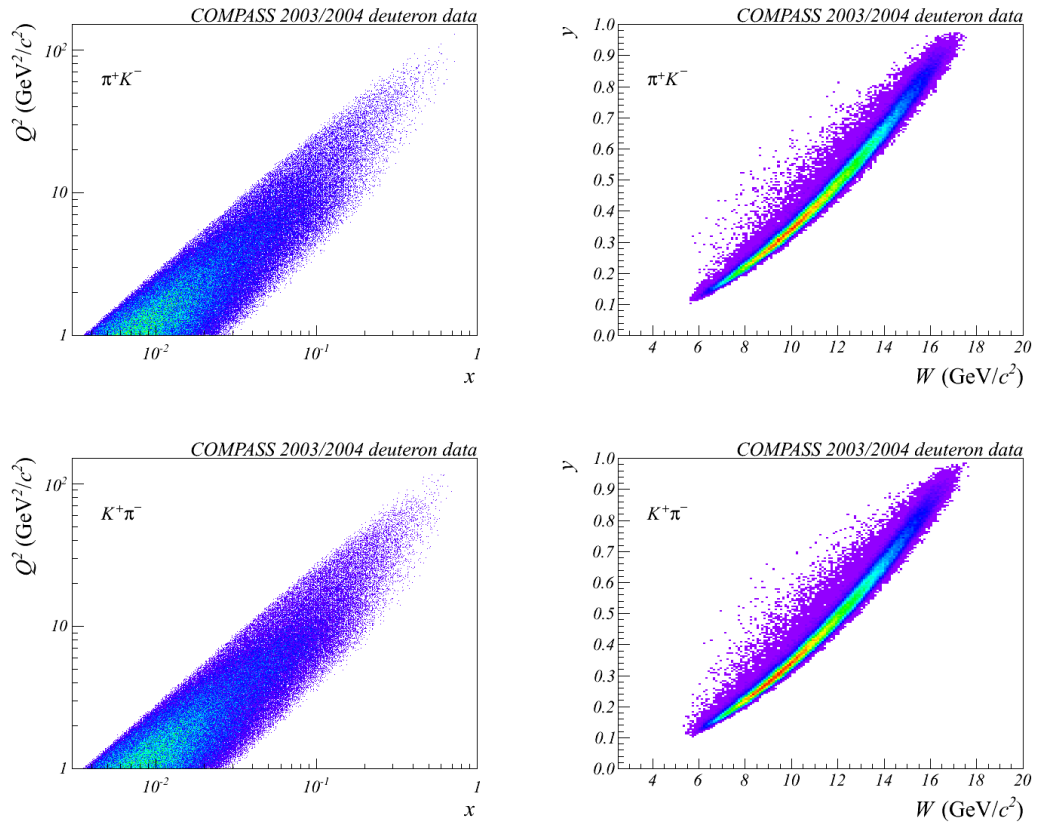 COMPASS 2003/2004 deuteron data
Q² (GeV²/c²)
10²
π⁺K⁻
10
1
10⁻² 10⁻¹ 1
x
COMPASS 2003/2004 deuteron data
y
1.0
0.9
π⁺K⁻
0.8
0.7
0.6
0.5
0.4
0.3
0.2
0.1
0.0
4 6 8 10 12 14 16 18 20
W (GeV/c²)
COMPASS 2003/2004 deuteron data
Q² (GeV²/c²)
10²
K⁺π⁻
10
1
10⁻² 10⁻¹ 1
x
COMPASS 2003/2004 deuteron data
y
1.0
0.9
K⁺π⁻
0.8
0.7
0.6
0.5
0.4
0.3
0.2
0.1
0.0
4 6 8 10 12 14 16 18 20
W (GeV/c²)